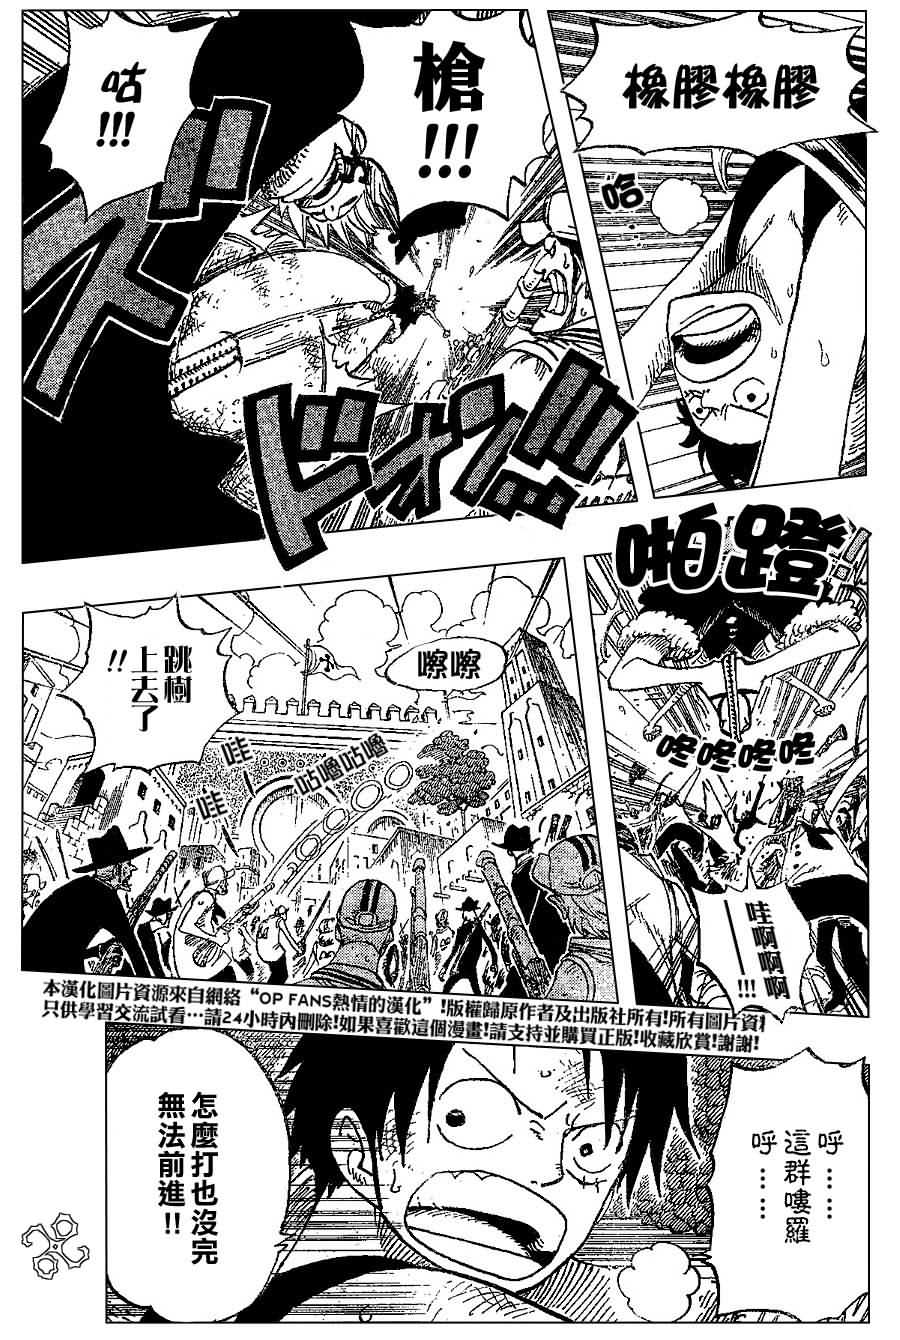 橡膠橡膠
哈
槍!!!
咕!!!
ズ
ズ
ドオォン!!
啪蹬
咚咚咚咚
哇啊啊啊——!!!
嚓嚓
跳樹
上去了!!
哇—
哇—
咕嚕咕嚕
本漢化圖片資源來自網絡“OP FANS熱情的漢化”!版權歸原作者及出版社所有!所有圖片資
只供學習交流試看…請24小時內刪除!如果喜歡這個漫畫!請支持並購買正版!收藏欣賞!謝謝!
呼……
這群嘍羅
呼……
怎麼打也沒完
無法前進!!